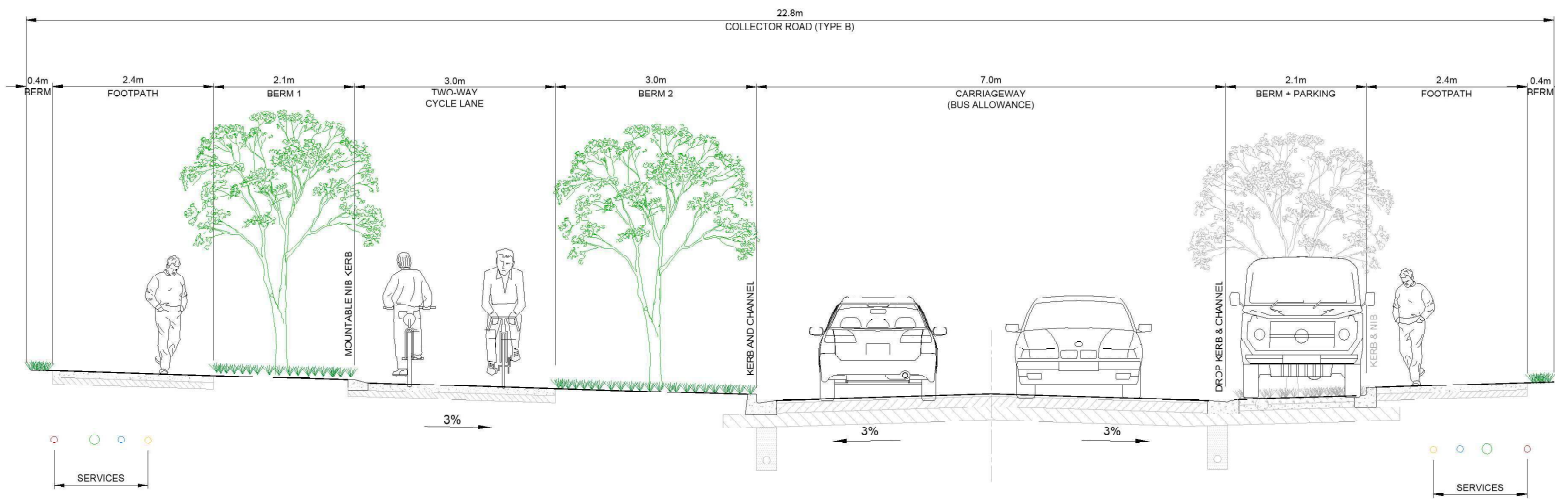 22.8m
COLLECTOR ROAD (TYPE B)
0.4m
BERM
2.4m
FOOTPATH
2.1m
BERM 1
3.0m
TWO-WAY
CYCLE LANE
3.0m
BERM 2
7.0m
CARRIAGEWAY
(BUS ALLOWANCE)
2.1m
BERM + PARKING
2.4m
FOOTPATH
0.4m
BERM
MOUNTABLE NIB KERB
KERB AND CHANNEL
DROP KERB & CHANNEL
KERB & NIB
3%
3%
3%
SERVICES
SERVICES